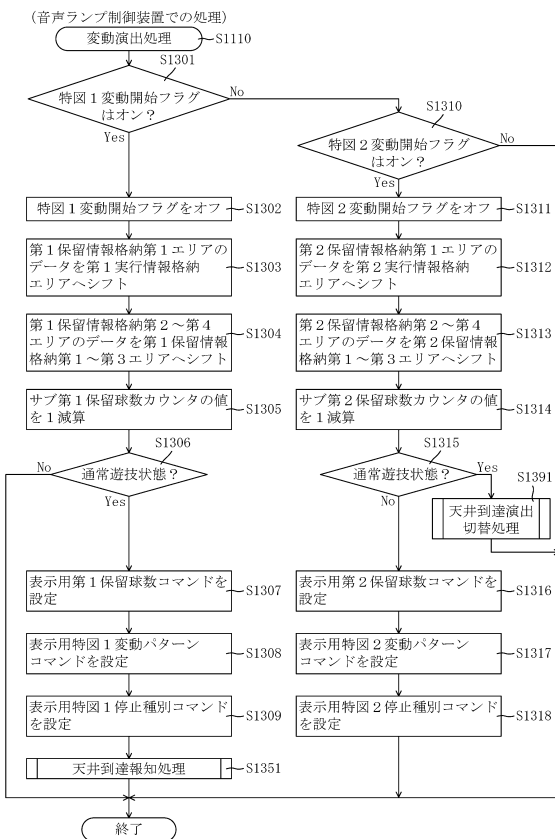 (音声ランプ制御装置での処理)
変動演出処理
S1110
S1301
特図1変動開始フラグ
はオン?
No
Yes
S1310
特図2変動開始フラグ
はオン?
No
Yes
特図1変動開始フラグをオフ
S1302
特図2変動開始フラグをオフ
S1311
第1保留情報格納第1エリアの
データを第1実行情報格納
エリアへシフト
S1303
第2保留情報格納第1エリアの
データを第2実行情報格納
エリアへシフト
S1312
第1保留情報格納第2~第4
エリアのデータを第1保留情報
格納第1~第3エリアへシフト
S1304
第2保留情報格納第2~第4
エリアのデータを第2保留情報
格納第1~第3エリアへシフト
S1313
サブ第1保留球数カウンタの値
を1減算
S1305
サブ第2保留球数カウンタの値
を1減算
S1314
S1306
通常遊技状態?
No
Yes
S1315
通常遊技状態?
Yes
No
S1391
天井到達演出
切替処理
表示用第1保留球数コマンドを
設定
S1307
表示用第2保留球数コマンドを
設定
S1316
表示用特図1変動パターン
コマンドを設定
S1308
表示用特図2変動パターン
コマンドを設定
S1317
表示用特図1停止種別コマンド
を設定
S1309
表示用特図2停止種別コマンド
を設定
S1318
天井到達報知処理
S1351
終了